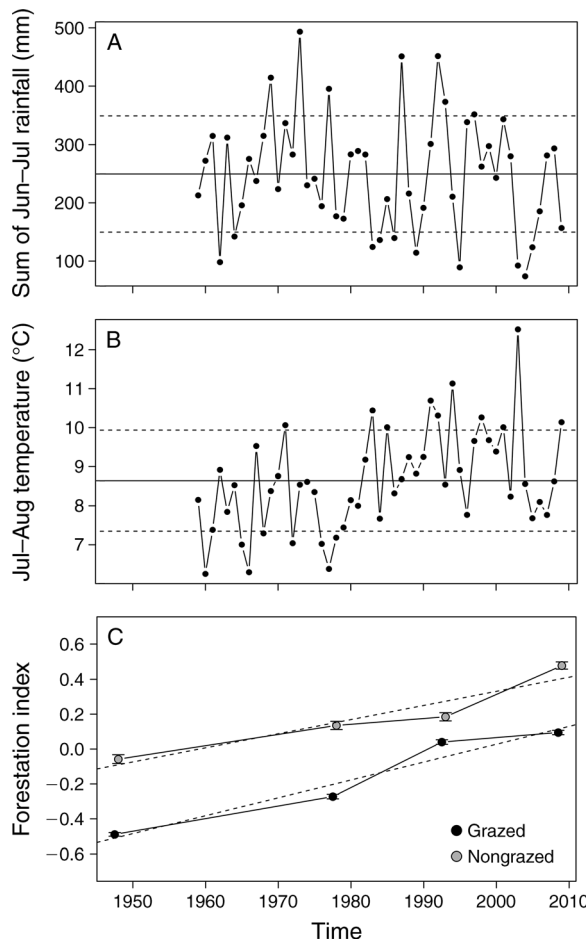 A
Sum of Jun–Jul rainfall (mm)
500
400
300
200
100
B
Jul–Aug temperature (°C)
12
11
10
9
8
7
C
Forestation index
0.6
0.4
0.2
0.0
−0.2
−0.4
−0.6
Grazed
Nongrazed
1950 1960 1970 1980 1990 2000 2010
Time